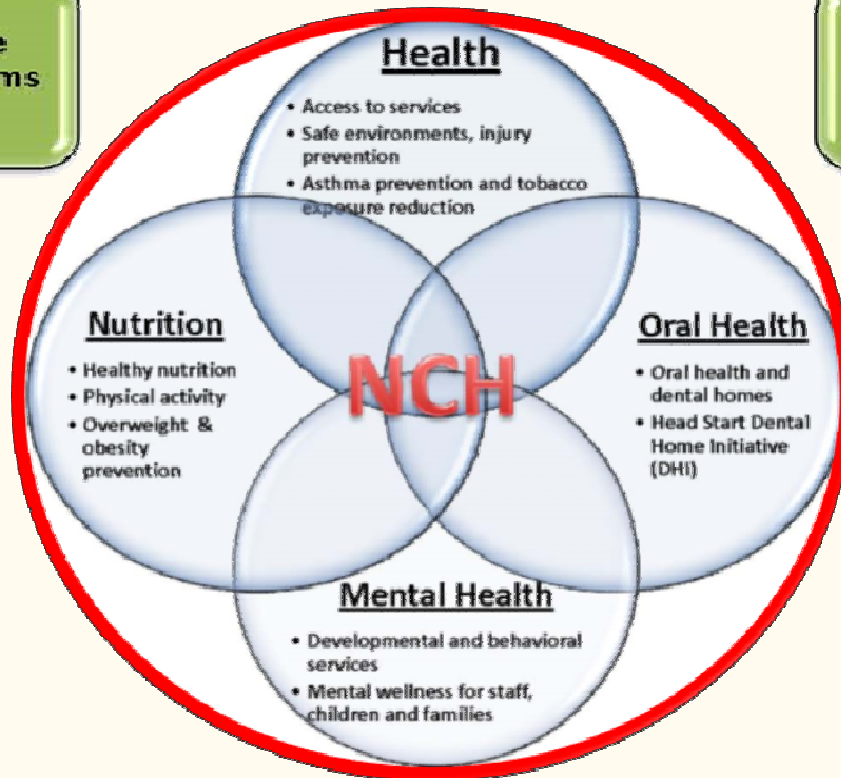 ms
Health
• Access to services
• Safe environments, injury
prevention
• Asthma prevention and tobacco
exposure reduction
Nutrition
• Healthy nutrition
• Physical activity
• Overweight &
obesity
prevention
NCH
Oral Health
• Oral health and
dental homes
• Head Start Dental
Home Initiative
(DHI)
Mental Health
• Developmental and behavioral
services
• Mental wellness for staff,
children and families